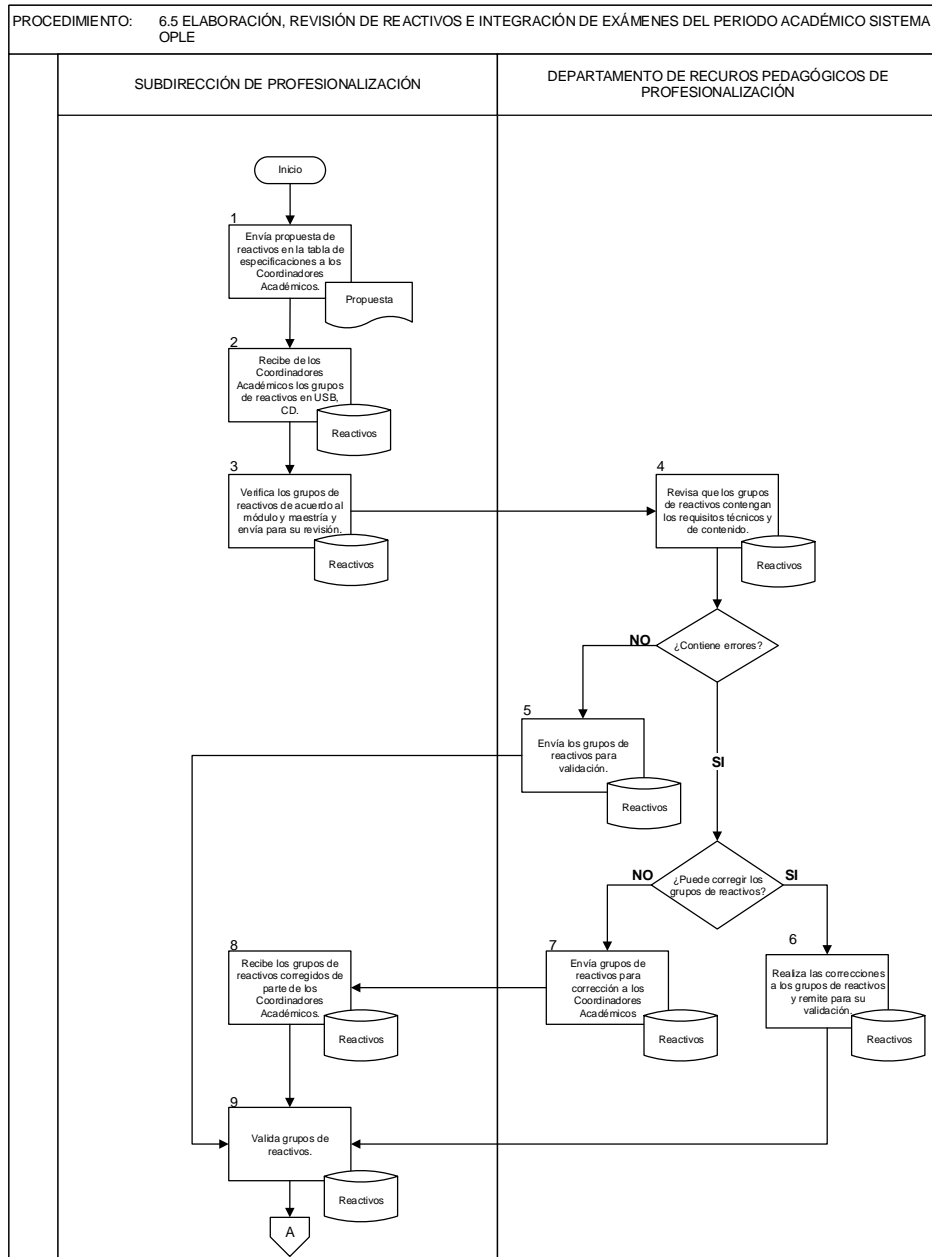 PROCEDIMIENTO: 6.5 ELABORACIÓN, REVISIÓN DE REACTIVOS E INTEGRACIÓN DE EXÁMENES DEL PERIODO ACADÉMICO SISTEMA
OPLE
SUBDIRECCIÓN DE PROFESIONALIZACIÓN
DEPARTAMENTO DE RECUROS PEDAGÓGICOS DE
PROFESIONALIZACIÓN
Inicio
1
Envía propuesta de
reactivos en la tabla de
especificaciones a los
Coordinadores
Académicos.
Propuesta
2
Recibe de los
Coordinadores
Académicos los grupos
de reactivos en USB,
CD.
Reactivos
3
Verifica los grupos de
reactivos de acuerdo al
módulo y maestría y
envía para su revisión.
Reactivos
4
Revisa que los grupos
de reactivos contengan
los requisitos técnicos y
de contenido.
Reactivos
¿Contiene errores?
NO
SI
5
Envía los grupos de
reactivos para
validación.
Reactivos
¿Puede corregir los
grupos de reactivos?
NO
SI
6
Realiza las correcciones
a los grupos de reactivos
y remite para su
validación.
Reactivos
7
Envía grupos de
reactivos para
corrección a los
Coordinadores
Académicos
Reactivos
8
Recibe los grupos de
reactivos corregidos de
parte de los
Coordinadores
Académicos.
Reactivos
9
Valida grupos de
reactivos.
Reactivos
A